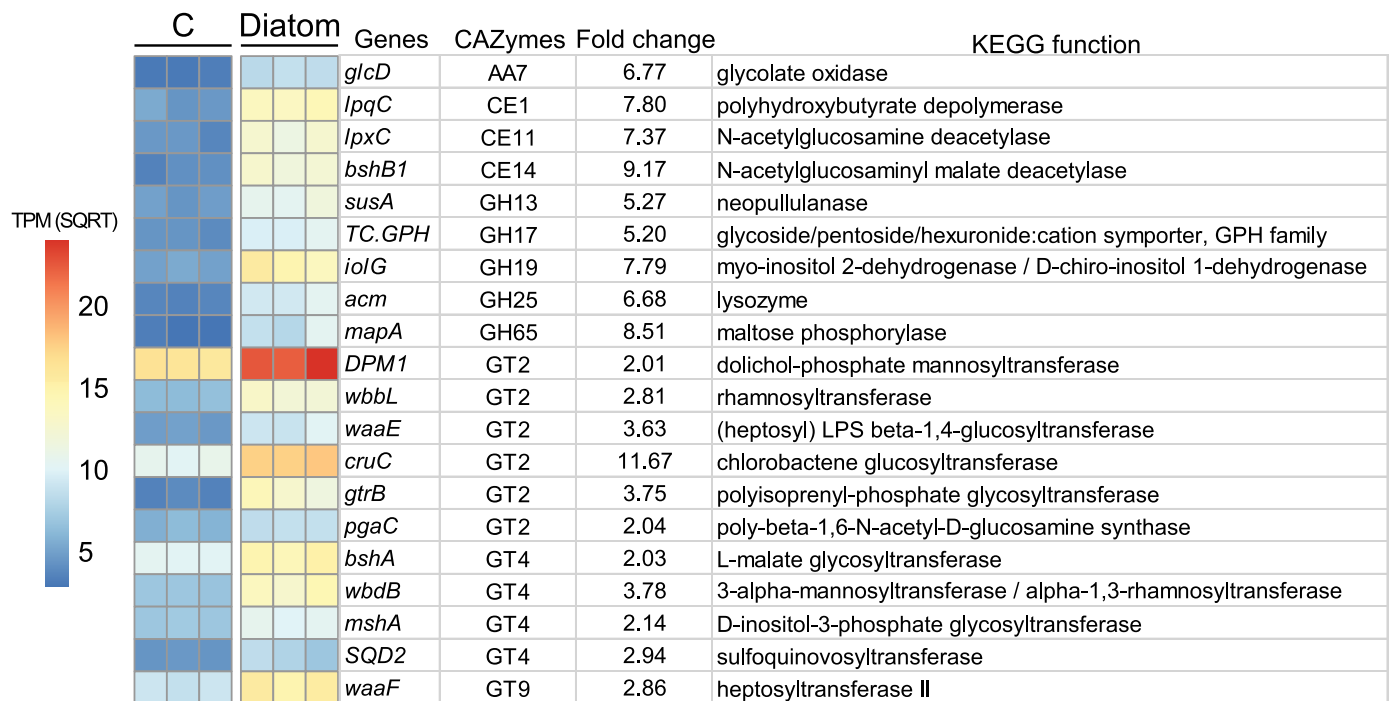 C Diatom Genes CAZymes Fold change KEGG function
glcD AA7 6.77 glycolate oxidase
lpqC CE1 7.80 polyhydroxybutyrate depolymerase
lpxC CE11 7.37 N-acetylglucosamine deacetylase
bshB1 CE14 9.17 N-acetylglucosaminyl malate deacetylase
susA GH13 5.27 neopullulanase
TC.GPH GH17 5.20 glycoside/pentoside/hexuronide:cation symporter, GPH family
iolG GH19 7.79 myo-inositol 2-dehydrogenase / D-chiro-inositol 1-dehydrogenase
acm GH25 6.68 lysozyme
mapA GH65 8.51 maltose phosphorylase
DPM1 GT2 2.01 dolichol-phosphate mannosyltransferase
wbbL GT2 2.81 rhamnosyltransferase
waaE GT2 3.63 (heptosyl) LPS beta-1,4-glucosyltransferase
cruC GT2 11.67 chlorobactene glucosyltransferase
gtrB GT2 3.75 polyisoprenyl-phosphate glycosyltransferase
pgaC GT2 2.04 poly-beta-1,6-N-acetyl-D-glucosamine synthase
bshA GT4 2.03 L-malate glycosyltransferase
wbdB GT4 3.78 3-alpha-mannosyltransferase / alpha-1,3-rhamnosyltransferase
mshA GT4 2.14 D-inositol-3-phosphate glycosyltransferase
SQD2 GT4 2.94 sulfoquinovosyltransferase
waaF GT9 2.86 heptosyltransferase II
TPM (SQRT)
20
15
10
5